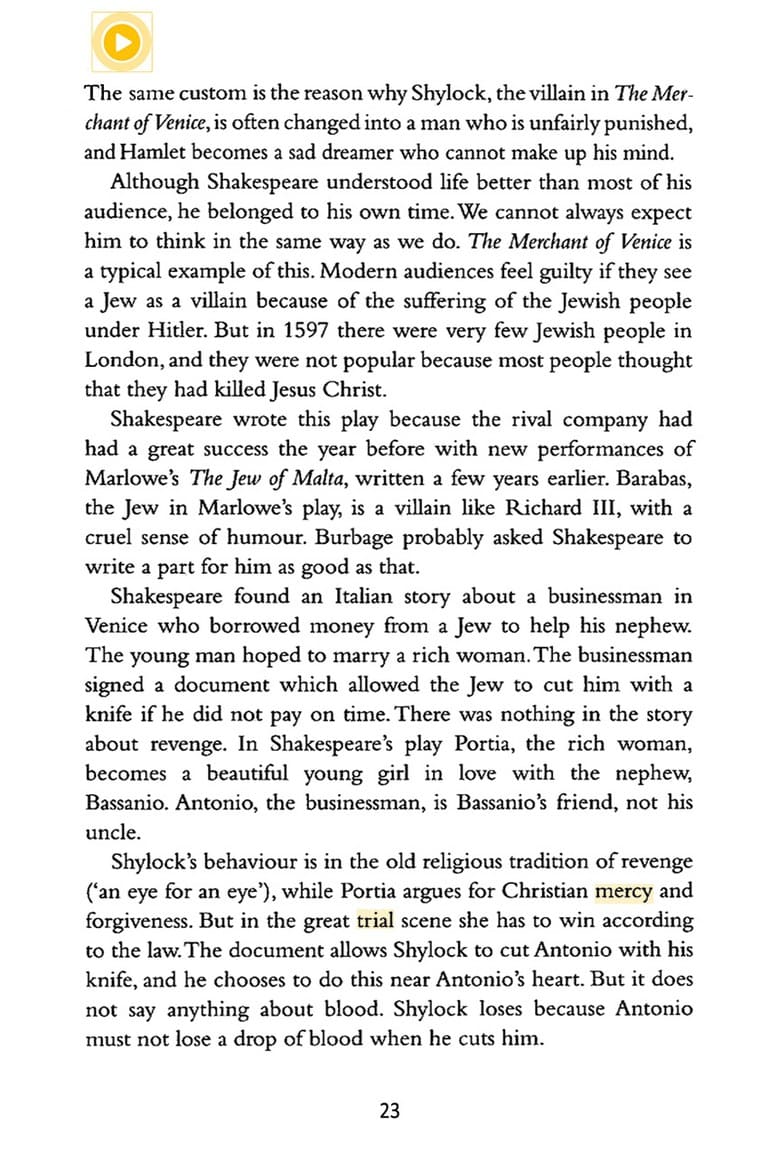 The same custom is the reason why Shylock, the villain in The Mer-
chant of Venice, is often changed into a man who is unfairly punished,
and Hamlet becomes a sad dreamer who cannot make up his mind.
Although Shakespeare understood life better than most of his
audience, he belonged to his own time. We cannot always expect
him to think in the same way as we do. The Merchant of Venice is
a typical example of this. Modern audiences feel guilty if they see
a Jew as a villain because of the suffering of the Jewish people
under Hitler. But in 1597 there were very few Jewish people in
London, and they were not popular because most people thought
that they had killed Jesus Christ.
Shakespeare wrote this play because the rival company had
had a great success the year before with new performances of
Marlowe's The Jew of Malta, written a few years earlier. Barabas,
the Jew in Marlowe's play, is a villain like Richard III, with a
cruel sense of humour. Burbage probably asked Shakespeare to
write a part for him as good as that.
Shakespeare found an Italian story about a businessman in
Venice who borrowed money from a Jew to help his nephew.
The young man hoped to marry a rich woman. The businessman
signed a document which allowed the Jew to cut him with a
knife if he did not pay on time. There was nothing in the story
about revenge. In Shakespeare's play Portia, the rich woman,
becomes a beautiful young girl in love with the nephew,
Bassanio. Antonio, the businessman, is Bassanio's friend, not his
uncle.
Shylock's behaviour is in the old religious tradition of revenge
('an eye for an eye'), while Portia argues for Christian mercy and
forgiveness. But in the great trial scene she has to win according
to the law. The document allows Shylock to cut Antonio with his
knife, and he chooses to do this near Antonio's heart. But it does
not say anything about blood. Shylock loses because Antonio
must not lose a drop of blood when he cuts him.
23